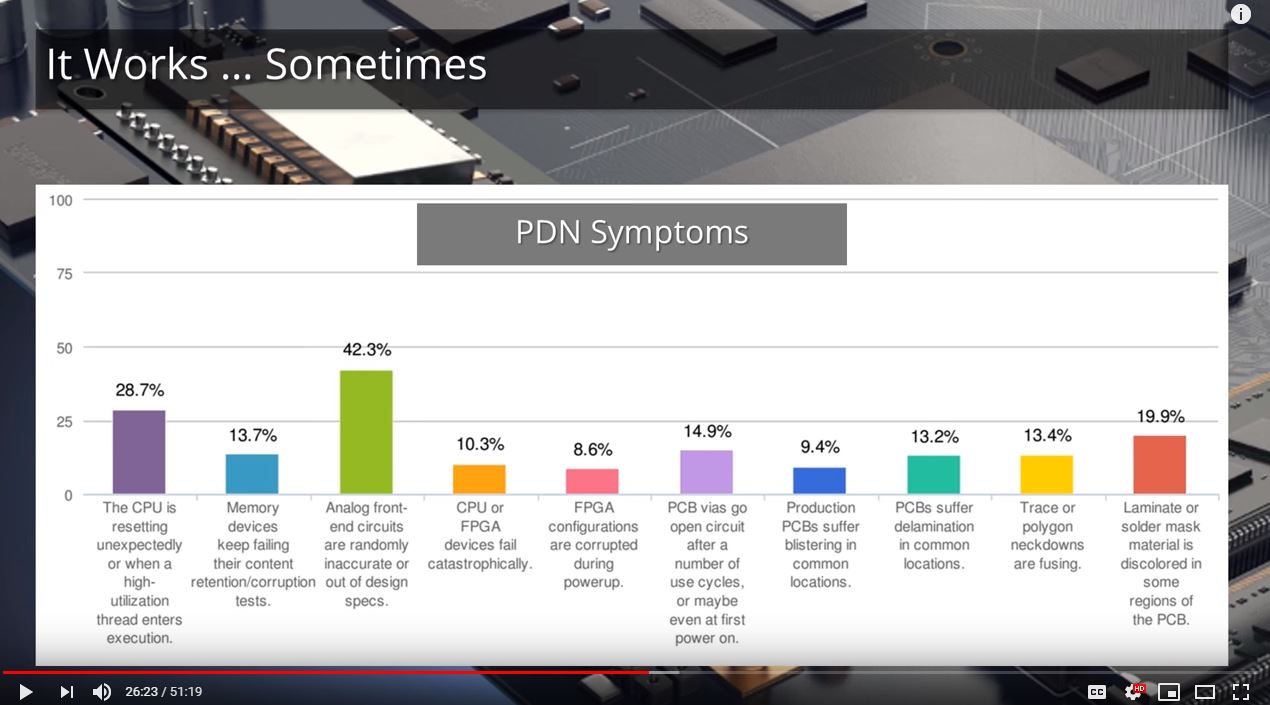 It Works ... Sometimes
PDN Symptoms
100
75
50
25
0
28.7%
13.7%
42.3%
10.3%
8.6%
14.9%
9.4%
13.2%
13.4%
19.9%
The CPU is
resetting
unexpectedly
or when a
high-
utilization
thread enters
execution.
Memory
devices
keep failing
their content
retention/corruption
tests.
Analog front-
end circuits
are randomly
inaccurate or
out of design
specs.
CPU or
FPGA
devices fail
catastrophically.
FPGA
configurations
are corrupted
during
powerup.
PCB vias go
open circuit
after a
number of
use cycles,
or maybe
even at first
power on.
Production
PCBs suffer
blistering in
common
locations.
PCBs suffer
delamination
in common
locations.
Trace or
polygon
neckdowns
are fusing.
Laminate or
solder mask
material is
discolored in
some
regions of
the PCB.
26:23 / 51:19
CC
HD